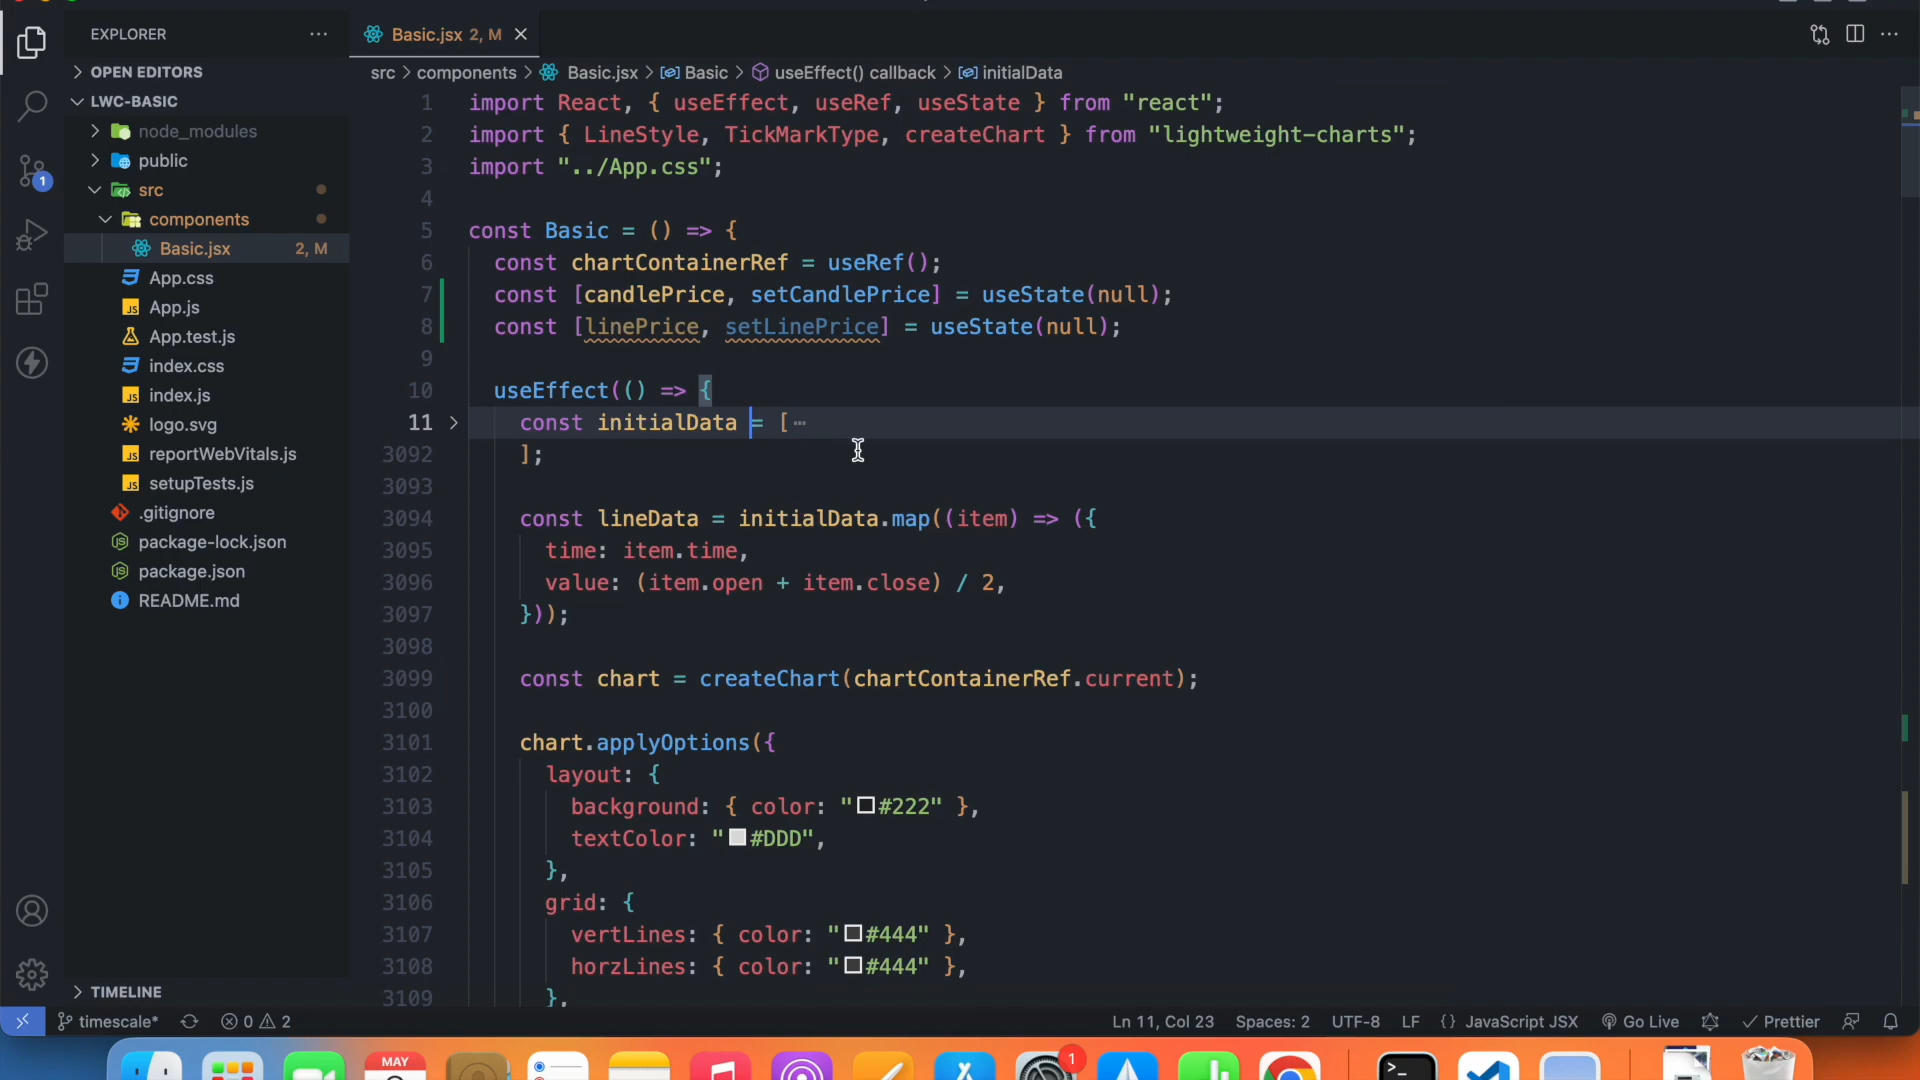 EXPLORER
OPEN EDITORS
LWC-BASIC
node_modules
public
src
components
Basic.jsx 2, M
App.css
App.js
App.test.js
index.css
index.js
logo.svg
reportWebVitals.js
setupTests.js
.gitignore
package-lock.json
package.json
README.md
TIMELINE
Basic.jsx 2, M
src > components > Basic.jsx > Basic > useEffect() callback > initialData
1 import React, { useEffect, useRef, useState } from "react";
2 import { LineStyle, TickMarkType, createChart } from "lightweight-charts";
3 import "../App.css";
4
5 const Basic = () => {
6 const chartContainerRef = useRef();
7 const [candlePrice, setCandlePrice] = useState(null);
8 const [linePrice, setLinePrice] = useState(null);
9
10 useEffect(() => {
11 const initialData = [⋯
3092 ];
3093
3094 const lineData = initialData.map((item) => ({
3095 time: item.time,
3096 value: (item.open + item.close) / 2,
3097 }));
3098
3099 const chart = createChart(chartContainerRef.current);
3100
3101 chart.applyOptions({
3102 layout: {
3103 background: { color: "#222" },
3104 textColor: "#DDD",
3105 },
3106 grid: {
3107 vertLines: { color: "#444" },
3108 horzLines: { color: "#444" },
3109 },
1
timescale* 0 2 Ln 11, Col 23 Spaces: 2 UTF-8 LF {} JavaScript JSX Go Live Prettier
MAY
1